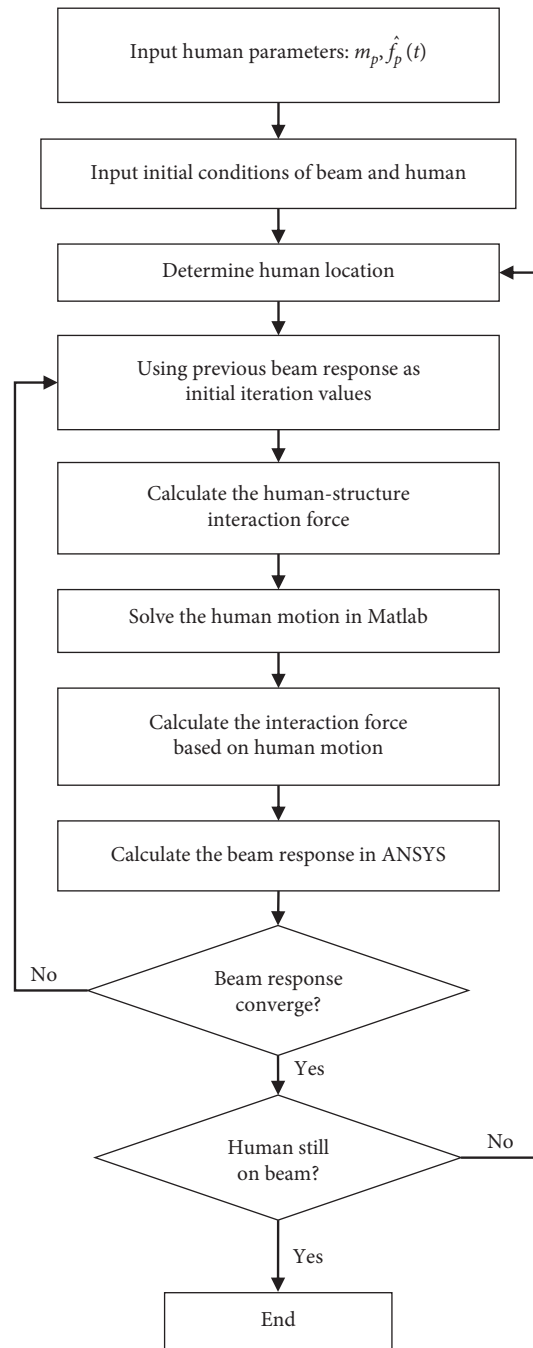 Input human parameters: m_p, f̂_p (t)
Input initial conditions of beam and human
Determine human location
Using previous beam response as
initial iteration values
Calculate the human-structure
interaction force
Solve the human motion in Matlab
Calculate the interaction force
based on human motion
Calculate the beam response in ANSYS
No
Beam response
converge?
Yes
Human still
on beam?
No
Yes
End